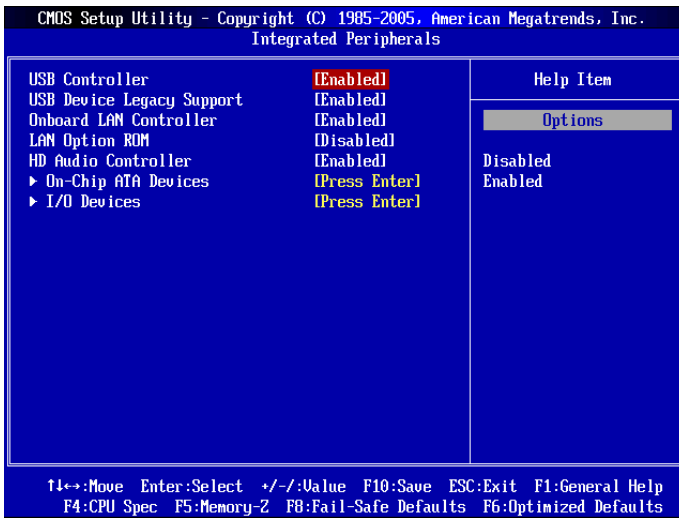 CMOS Setup Utility - Copyright (C) 1985-2005, American Megatrends, Inc.
Integrated Peripherals
USB Controller [Enabled]
USB Device Legacy Support [Enabled]
Onboard LAN Controller [Enabled]
LAN Option ROM [Disabled]
HD Audio Controller [Enabled]
▶ On-Chip ATA Devices [Press Enter]
▶ I/O Devices [Press Enter]
Help Item
Options
Disabled
Enabled
↑↓←→:Move Enter:Select +/-/:Value F10:Save ESC:Exit F1:General Help
F4:CPU Spec F5:Memory-Z F8:Fail-Safe Defaults F6:Optimized Defaults